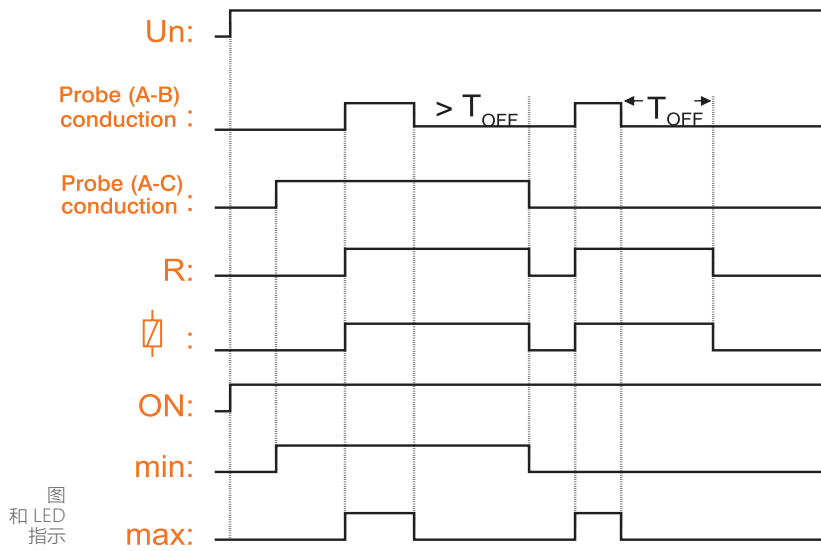 Un:
Probe (A-B)
conduction :
> TOFF
TOFF
Probe (A-C)
conduction :
R:
:
ON:
min:
图
和 LED
指示
max: